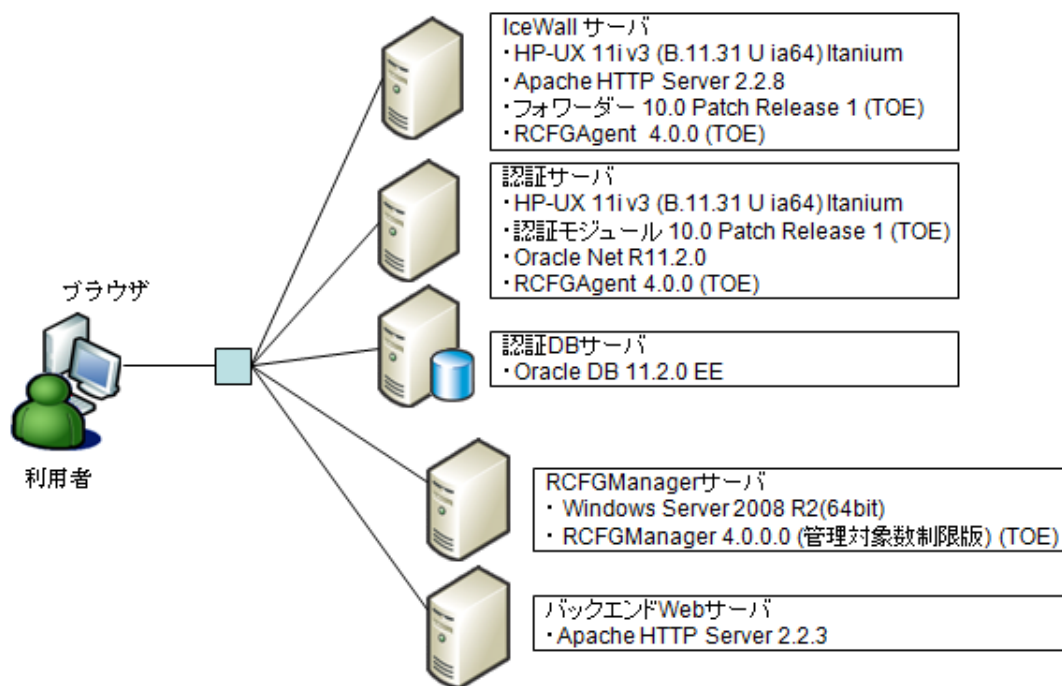 IceWall サーバ
・HP-UX 11i v3 (B.11.31 U ia64) Itanium
・Apache HTTP Server 2.2.8
・フォワーダー 10.0 Patch Release 1 (TOE)
・RCFGAgent 4.0.0 (TOE)
認証サーバ
・HP-UX 11i v3 (B.11.31 U ia64) Itanium
・認証モジュール 10.0 Patch Release 1 (TOE)
・Oracle Net R11.2.0
・RCFGAgent 4.0.0 (TOE)
ブラウザ
利用者
認証DBサーバ
・Oracle DB 11.2.0 EE
RCFGManagerサーバ
・ Windows Server 2008 R2(64bit)
・ RCFGManager 4.0.0.0 (管理対象数制限版) (TOE)
バックエンドWebサーバ
・Apache HTTP Server 2.2.3